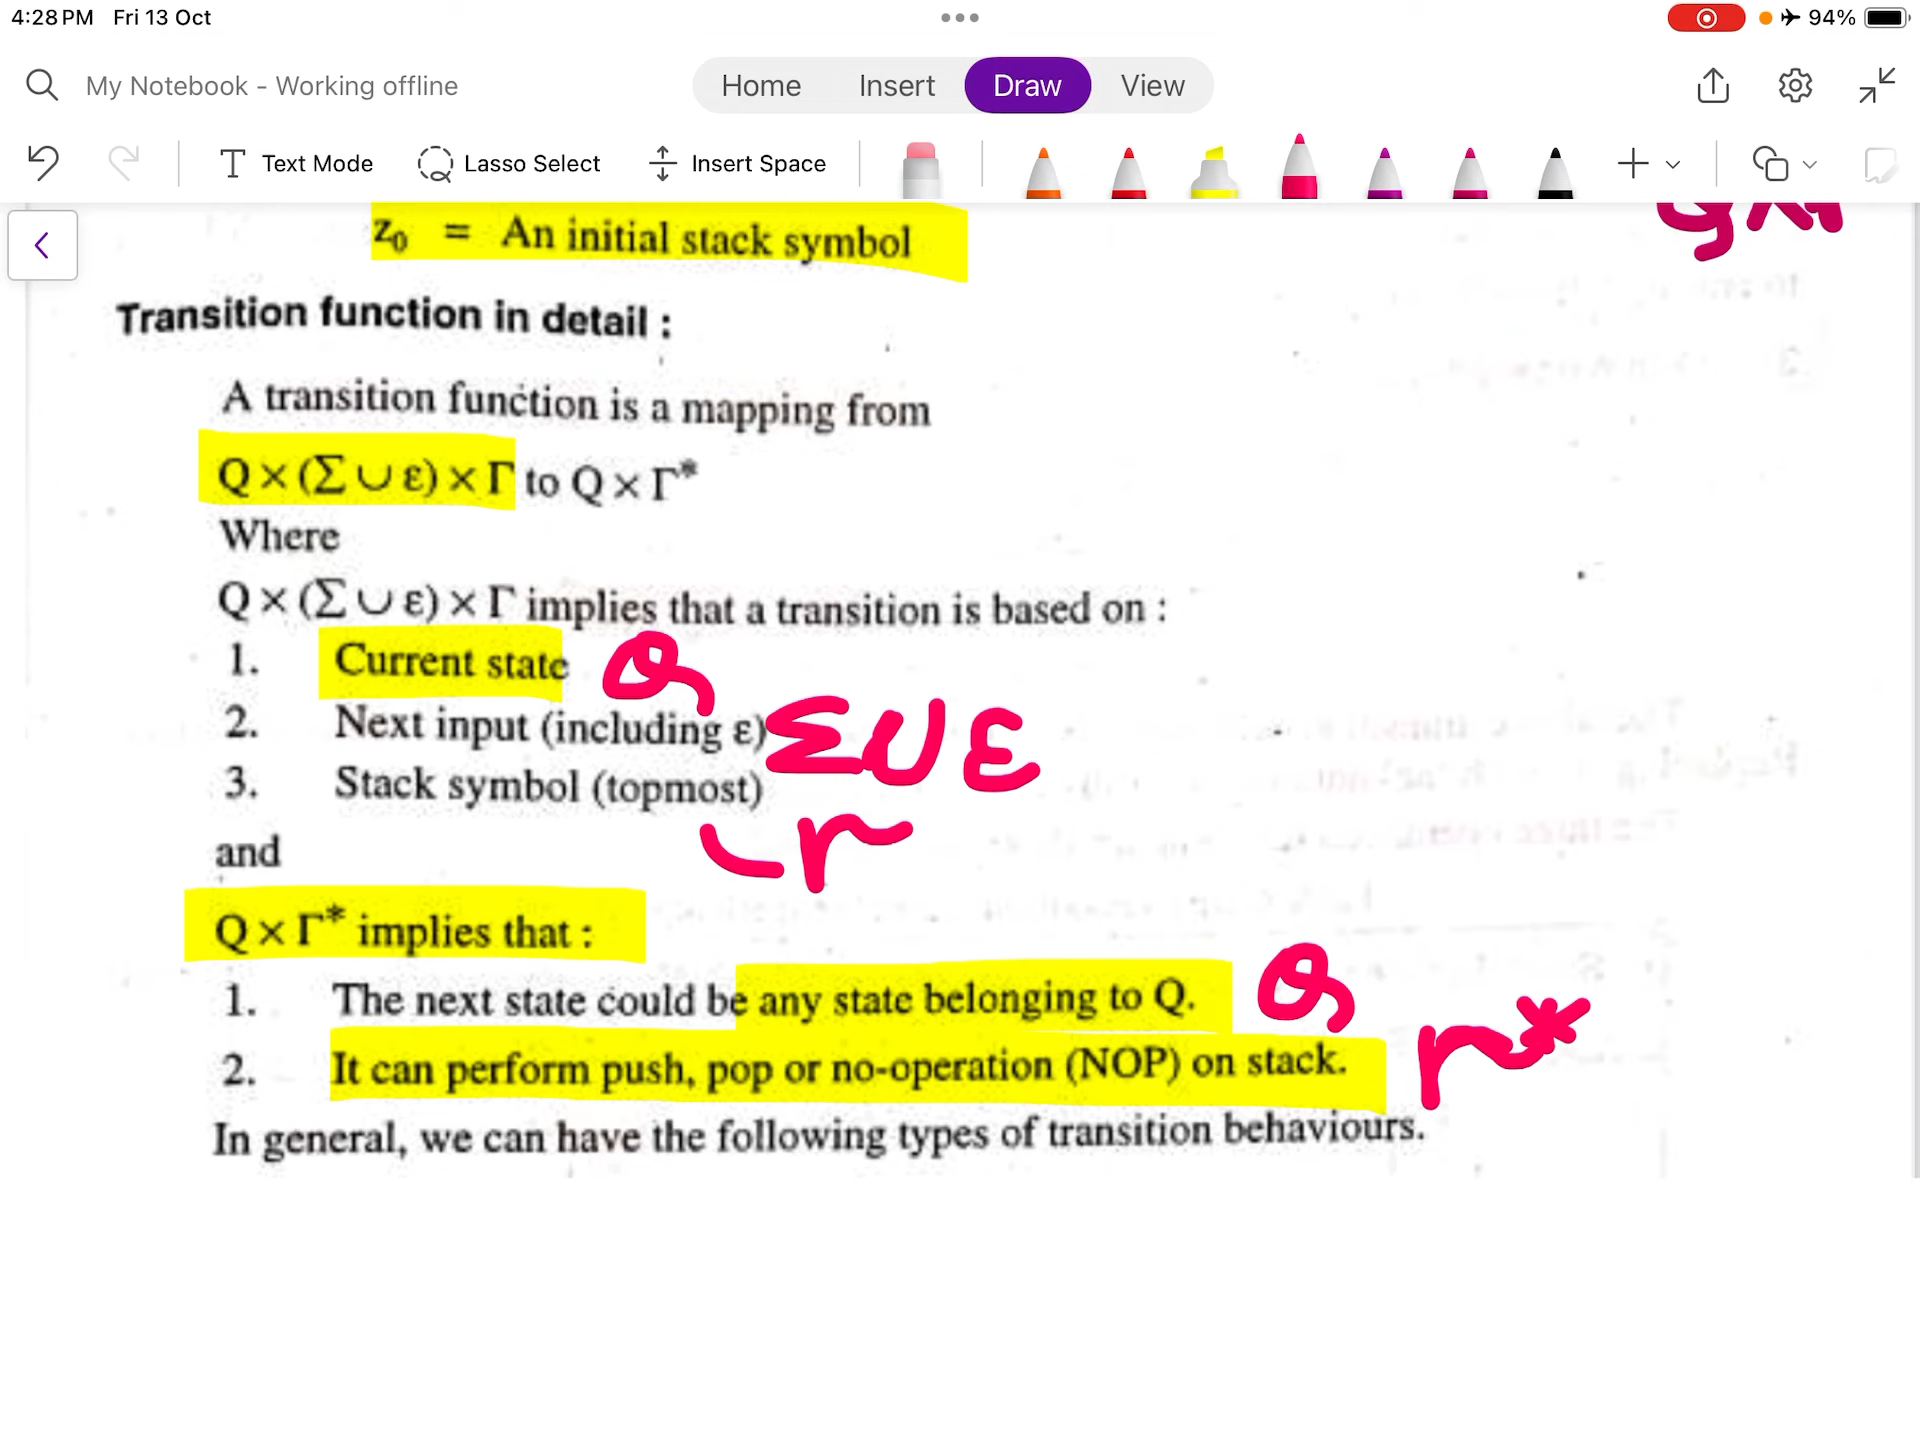 4:28 PM Fri 13 Oct 94%
My Notebook - Working offline Home Insert Draw View
Text Mode Lasso Select Insert Space
z₀ = An initial stack symbol
Transition function in detail :
A transition function is a mapping from
Q × (Σ ∪ ε) × Γ to Q × Γ*
Where
Q × (Σ ∪ ε) × Γ implies that a transition is based on :
1. Current state Q
2. Next input (including ε) Σ ∪ ε
3. Stack symbol (topmost)
Γ
and
Q × Γ* implies that :
1. The next state could be any state belonging to Q. Q
2. It can perform push, pop or no-operation (NOP) on stack. Γ*
In general, we can have the following types of transition behaviours.